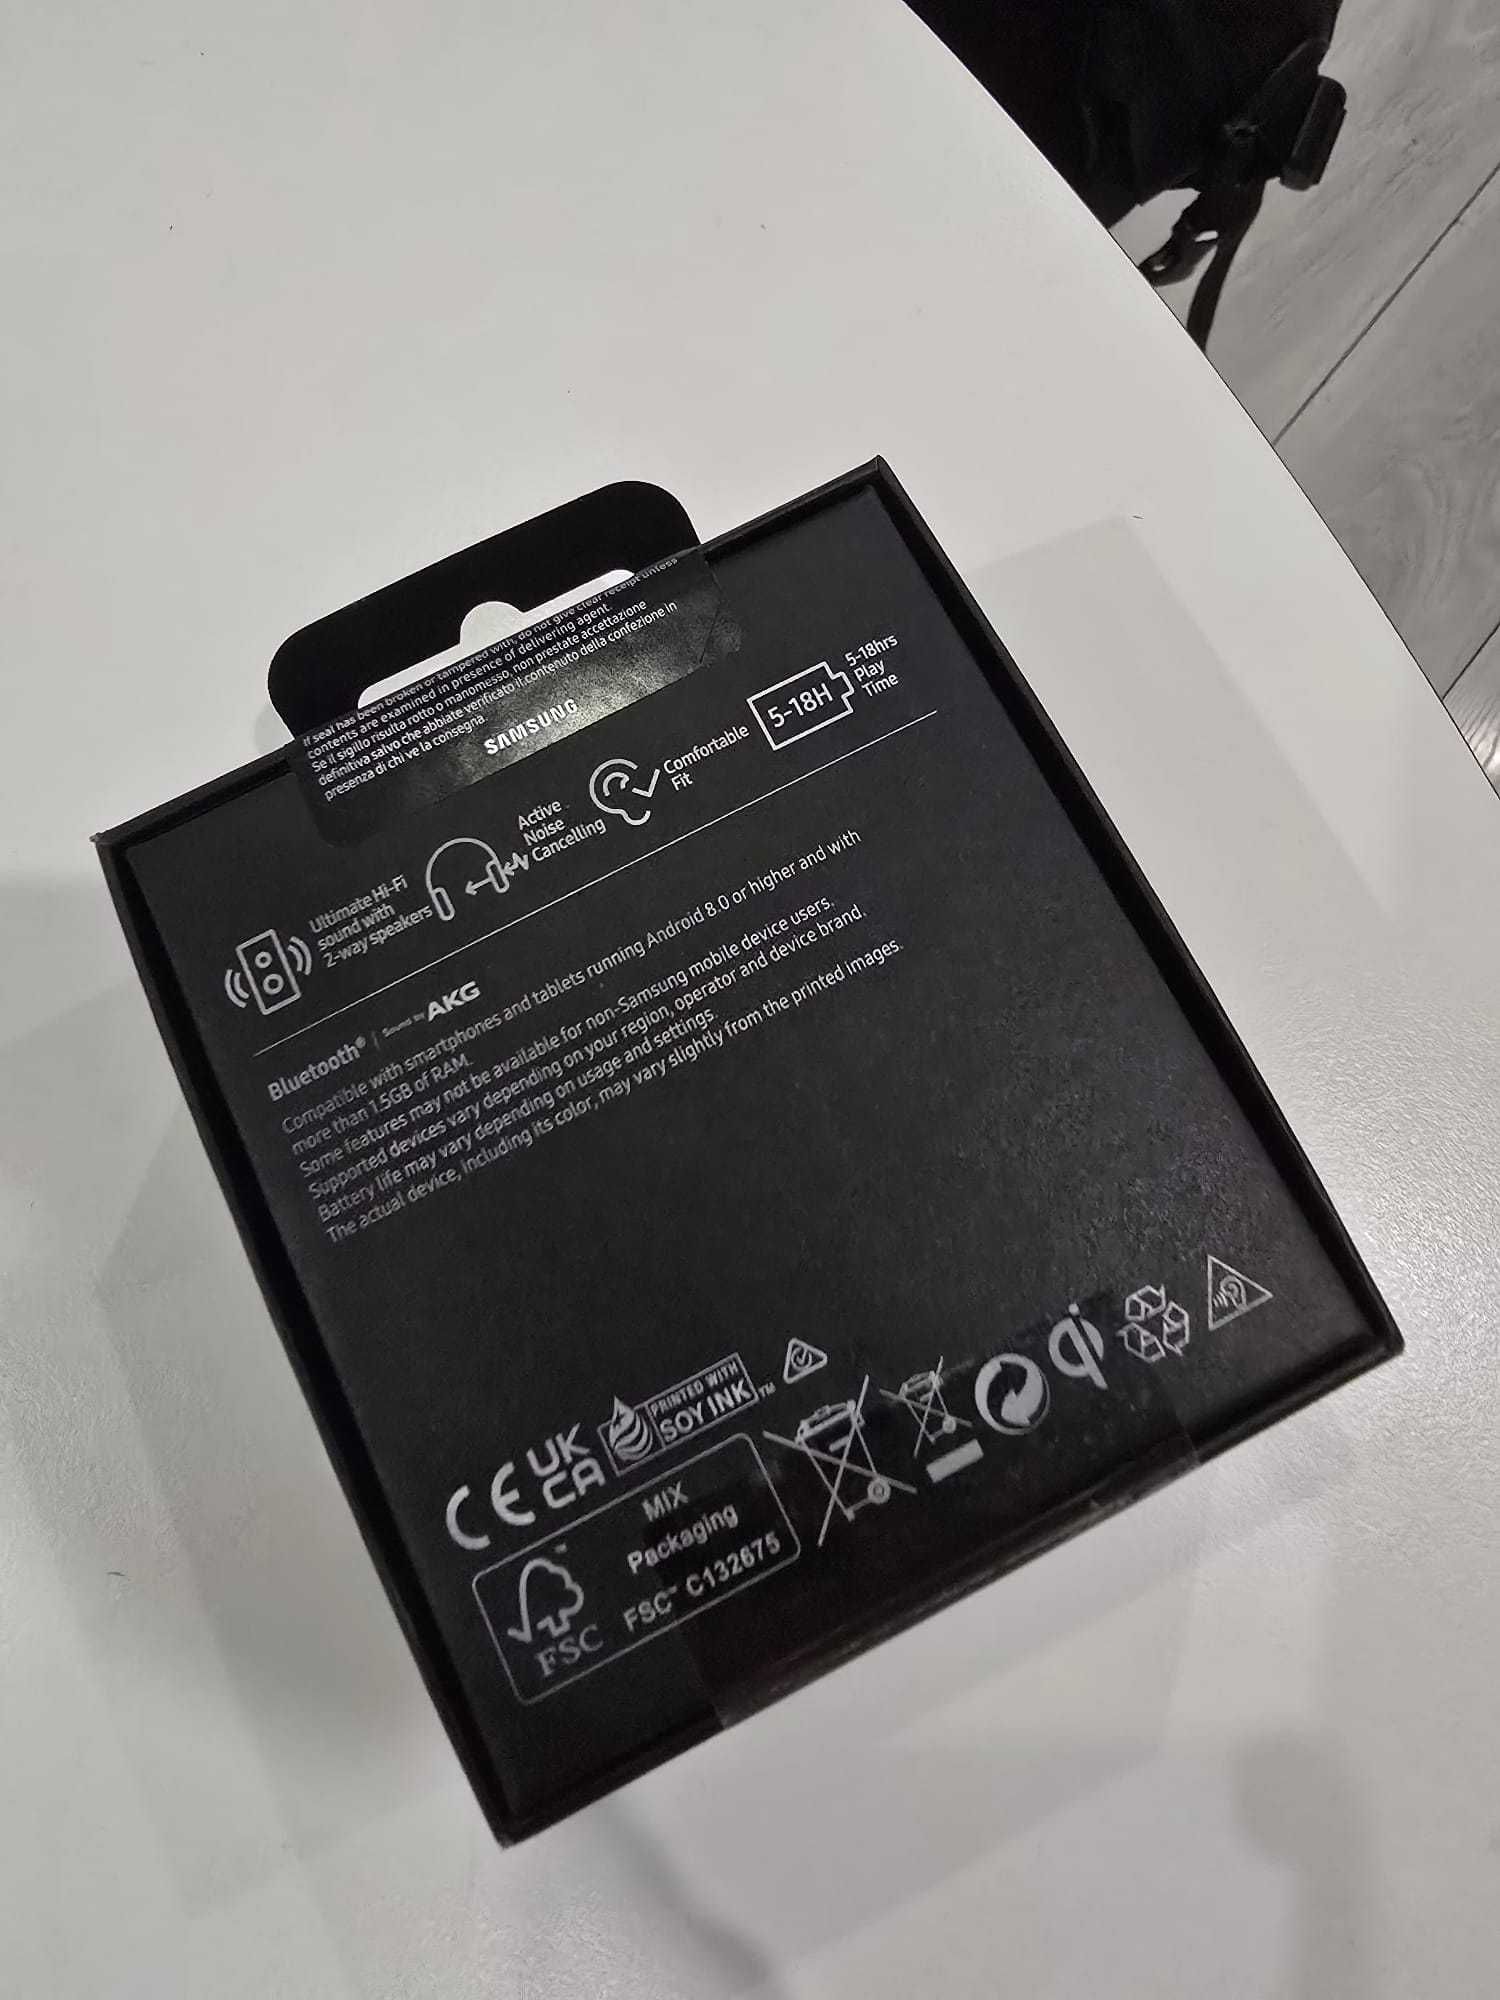 If seal has been broken or tampered with, do not give clear receipt unless
contents are examined in presence of delivering agent.
Se il sigillo risulta rotto o manomesso, non prestate accettazione
definitiva salvo che abbiate verificato il contenuto della confezione in
presenza di chi ve la consegna.
SAMSUNG
Ultimate Hi-Fi
sound with
2-way speakers
Active
Noise
Cancelling
Comfortable
Fit
5-18H
5-18hrs
Play
Time
Bluetooth® | Sound by AKG
Compatible with smartphones and tablets running Android 8.0 or higher and with
more than 1.5GB of RAM.
Some features may not be available for non-Samsung mobile device users.
Supported devices vary depending on your region, operator and device brand.
Battery life may vary depending on usage and settings.
The actual device, including its color, may vary slightly from the printed images.
CE
UK
CA
PRINTED WITH
SOY INK™
qi
MIX
Packaging
FSC™ C132675
FSC